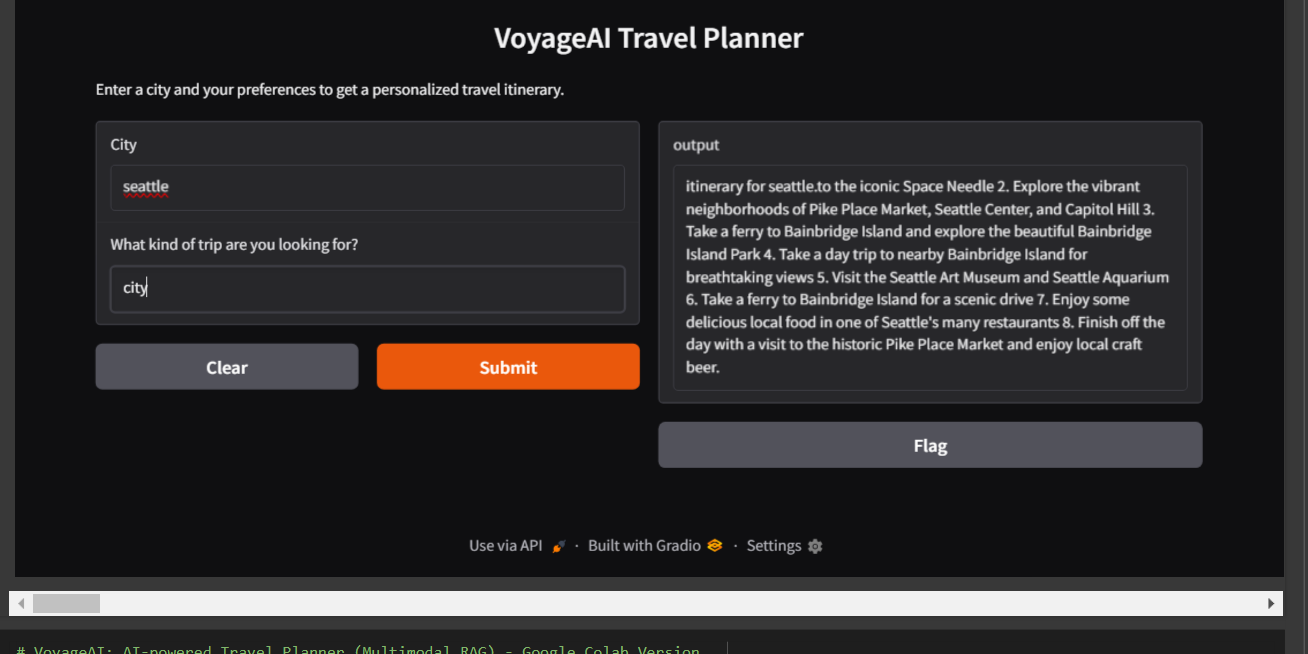 VoyageAI Travel Planner
Enter a city and your preferences to get a personalized travel itinerary.
City
seattle
What kind of trip are you looking for?
city
Clear
Submit
output
itinerary for seattle.to the iconic Space Needle 2. Explore the vibrant
neighborhoods of Pike Place Market, Seattle Center, and Capitol Hill 3.
Take a ferry to Bainbridge Island and explore the beautiful Bainbridge
Island Park 4. Take a day trip to nearby Bainbridge Island for
breathtaking views 5. Visit the Seattle Art Museum and Seattle Aquarium
6. Take a ferry to Bainbridge Island for a scenic drive 7. Enjoy some
delicious local food in one of Seattle's many restaurants 8. Finish off the
day with a visit to the historic Pike Place Market and enjoy local craft
beer.
Flag
Use via API · Built with Gradio · Settings
# VoyageAI: AI-powered Travel Planner (Multimodal RAG) - Google Colab Version